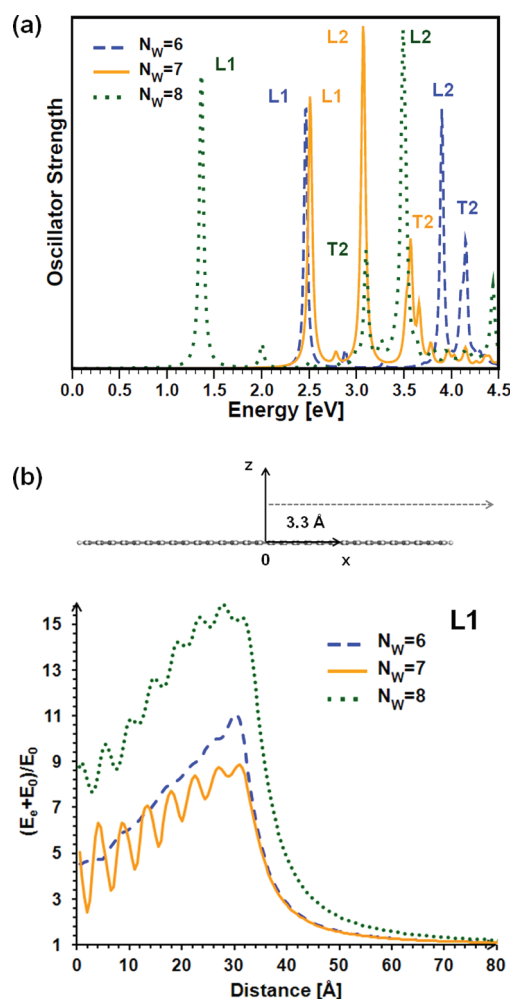 (a)
N_W=6
N_W=7
N_W=8
L1
L1
L1
L2
L2
L2
T2
T2
T2
Oscillator Strength
0.0 0.5 1.0 1.5 2.0 2.5 3.0 3.5 4.0 4.5
Energy [eV]
(b)
z
3.3 Å
0
x
L1
N_W=6
N_W=7
N_W=8
(E_e+E_0)/E_0
15
13
11
9
7
5
3
1
0 10 20 30 40 50 60 70 80
Distance [Å]